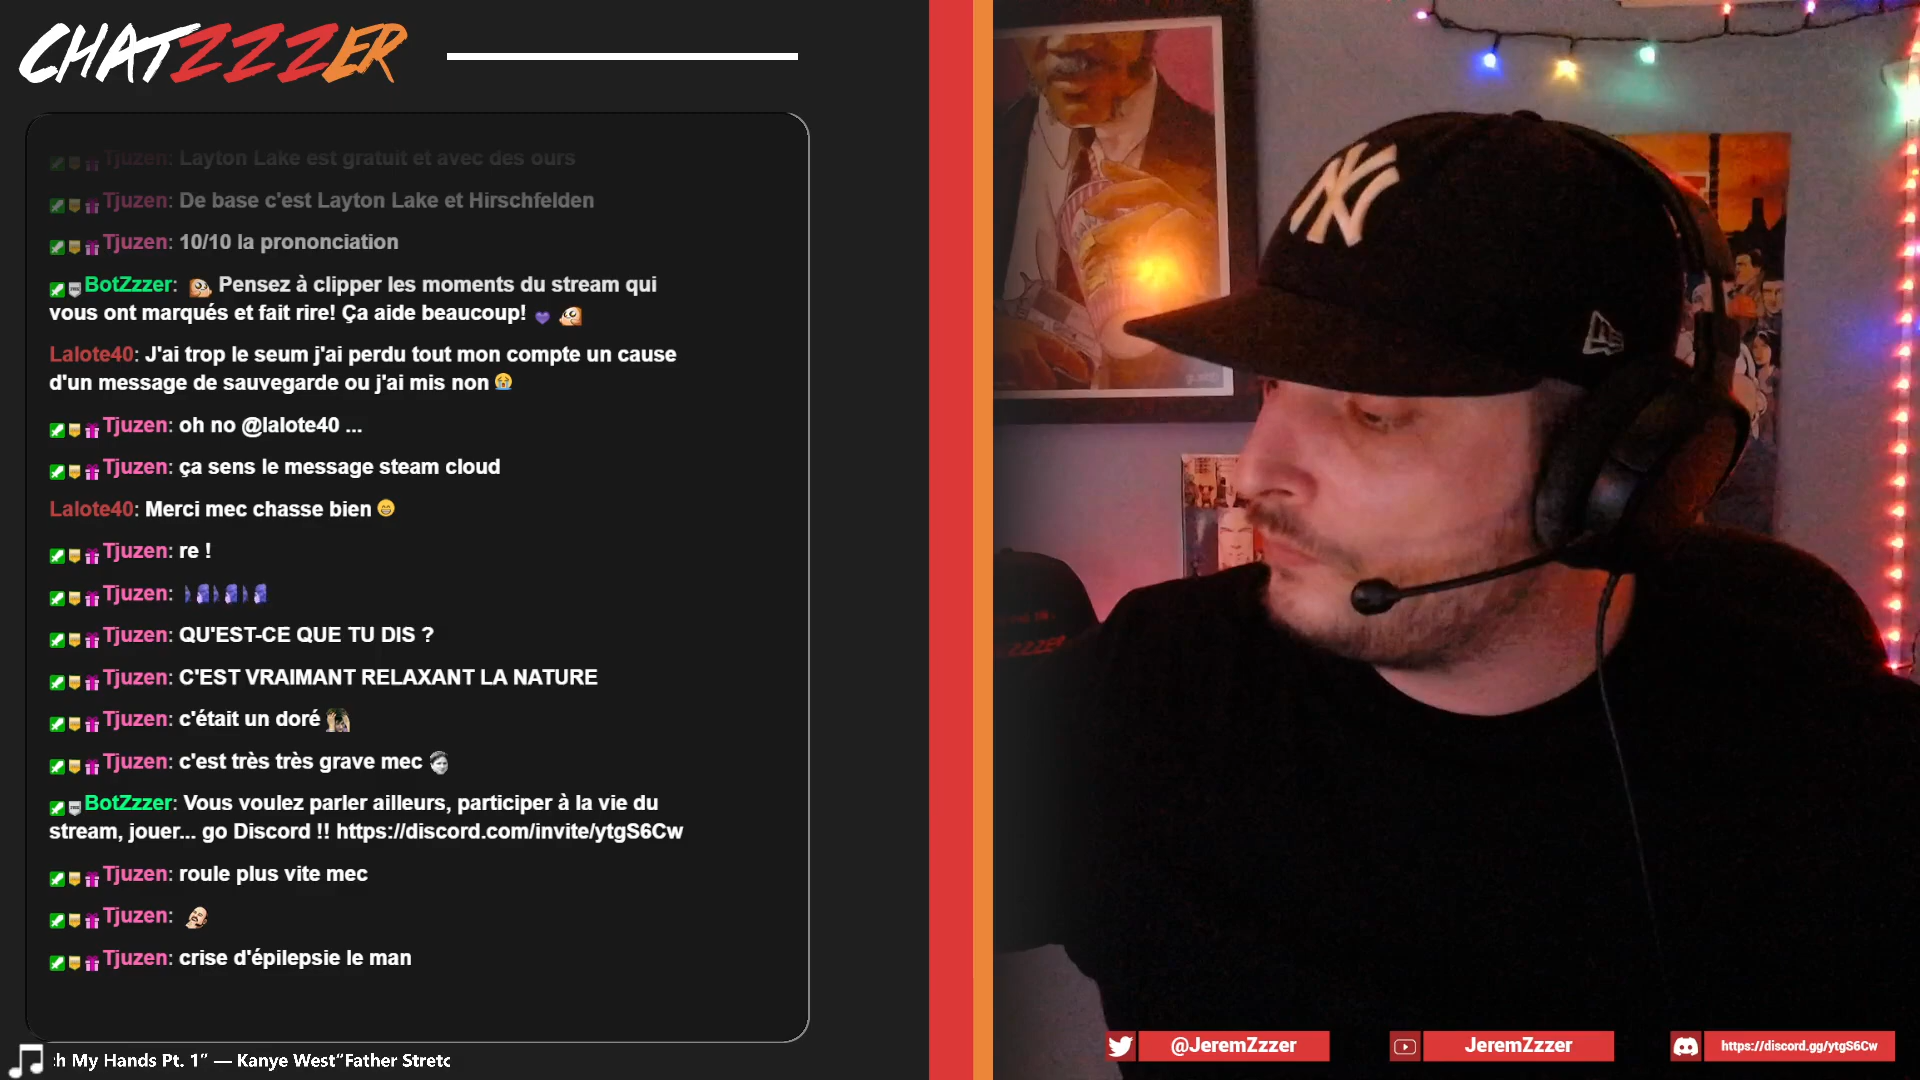 CHATZZZER
Tjuzen: Layton Lake est gratuit et avec des ours
Tjuzen: De base c'est Layton Lake et Hirschfelden
Tjuzen: 10/10 la prononciation
BotZzzer: Pensez à clipper les moments du stream qui
vous ont marqués et fait rire! Ça aide beaucoup!
Lalote40: J'ai trop le seum j'ai perdu tout mon compte un cause
d'un message de sauvegarde ou j'ai mis non
Tjuzen: oh no @lalote40 ...
Tjuzen: ça sens le message steam cloud
Lalote40: Merci mec chasse bien
Tjuzen: re !
Tjuzen:
Tjuzen: QU'EST-CE QUE TU DIS ?
Tjuzen: C'EST VRAIMANT RELAXANT LA NATURE
Tjuzen: c'était un doré
Tjuzen: c'est très très grave mec
BotZzzer: Vous voulez parler ailleurs, participer à la vie du
stream, jouer... go Discord !! https://discord.com/invite/ytgS6Cw
Tjuzen: roule plus vite mec
Tjuzen:
Tjuzen: crise d'épilepsie le man
h My Hands Pt. 1” — Kanye West“Father Stretc
NY
@JeremZzzer
JeremZzzer
https://discord.gg/ytgS6Cw